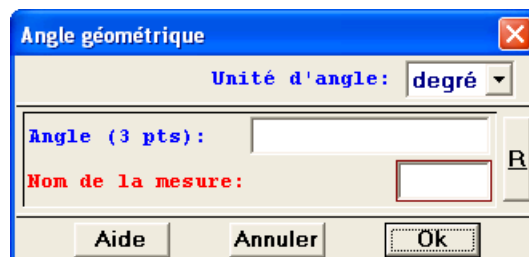 Angle géométrique
Unité d'angle: degré
Angle (3 pts):
R
Nom de la mesure:
Aide Annuler Ok